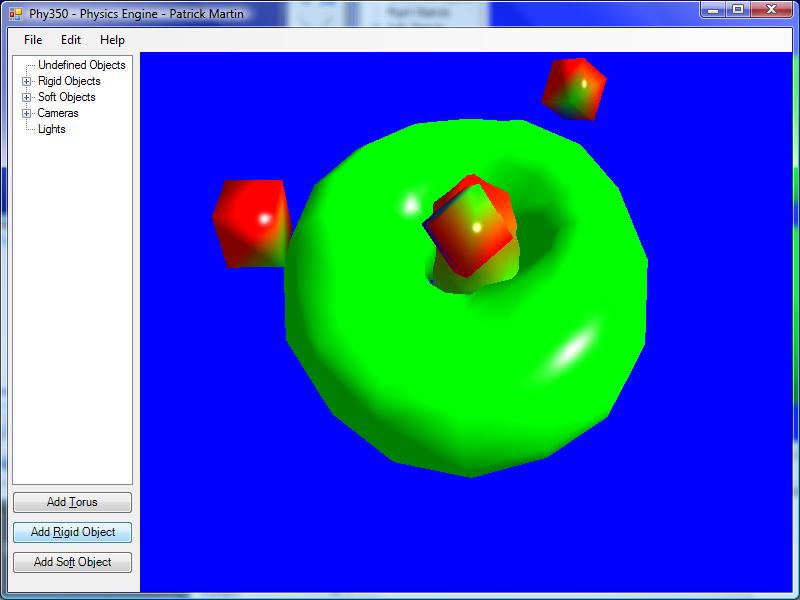 Phy350 - Physics Engine - Patrick Martin
File Edit Help
Undefined Objects
Rigid Objects
Soft Objects
Cameras
Lights
Add Torus
Add Rigid Object
Add Soft Object